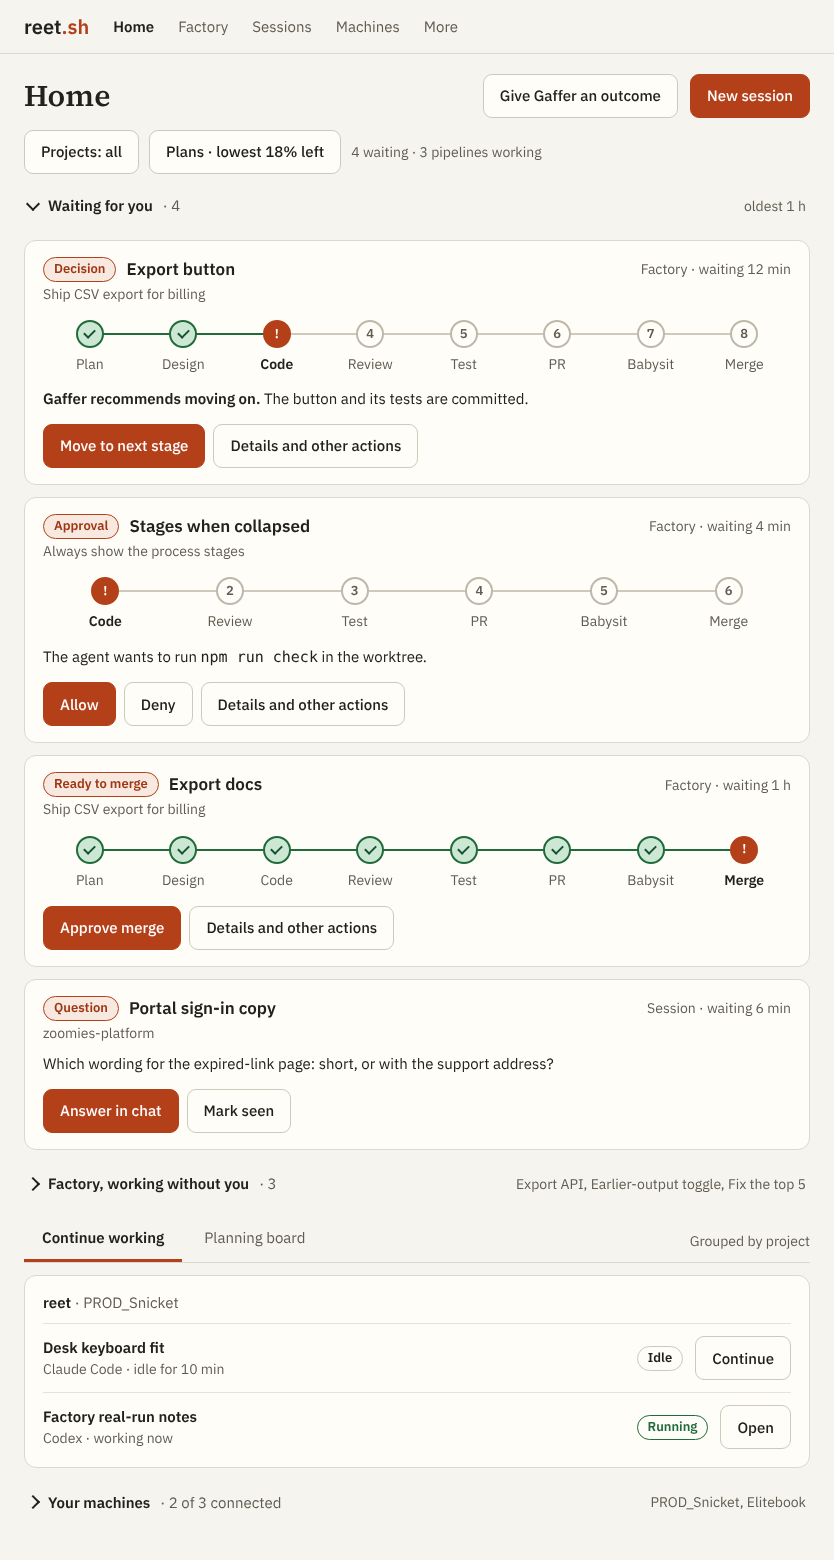 reet.sh Home Factory Sessions Machines More
Home Give Gaffer an outcome New session
Projects: all Plans · lowest 18% left 4 waiting · 3 pipelines working
Waiting for you · 4 oldest 1 h
Decision Export button Factory · waiting 12 min
Ship CSV export for billing
! 4 5 6 7 8
Plan Design Code Review Test PR Babysit Merge
Gaffer recommends moving on. The button and its tests are committed.
Move to next stage Details and other actions
Approval Stages when collapsed Factory · waiting 4 min
Always show the process stages
! 2 3 4 5 6
Code Review Test PR Babysit Merge
The agent wants to run npm run check in the worktree.
Allow Deny Details and other actions
Ready to merge Export docs Factory · waiting 1 h
Ship CSV export for billing
!
Plan Design Code Review Test PR Babysit Merge
Approve merge Details and other actions
Question Portal sign-in copy Session · waiting 6 min
zoomies-platform
Which wording for the expired-link page: short, or with the support address?
Answer in chat Mark seen
Factory, working without you · 3 Export API, Earlier-output toggle, Fix the top 5
Continue working Planning board Grouped by project
reet · PROD_Snicket
Desk keyboard fit
Claude Code · idle for 10 min
Idle Continue
Factory real-run notes
Codex · working now
Running Open
Your machines · 2 of 3 connected PROD_Snicket, Elitebook